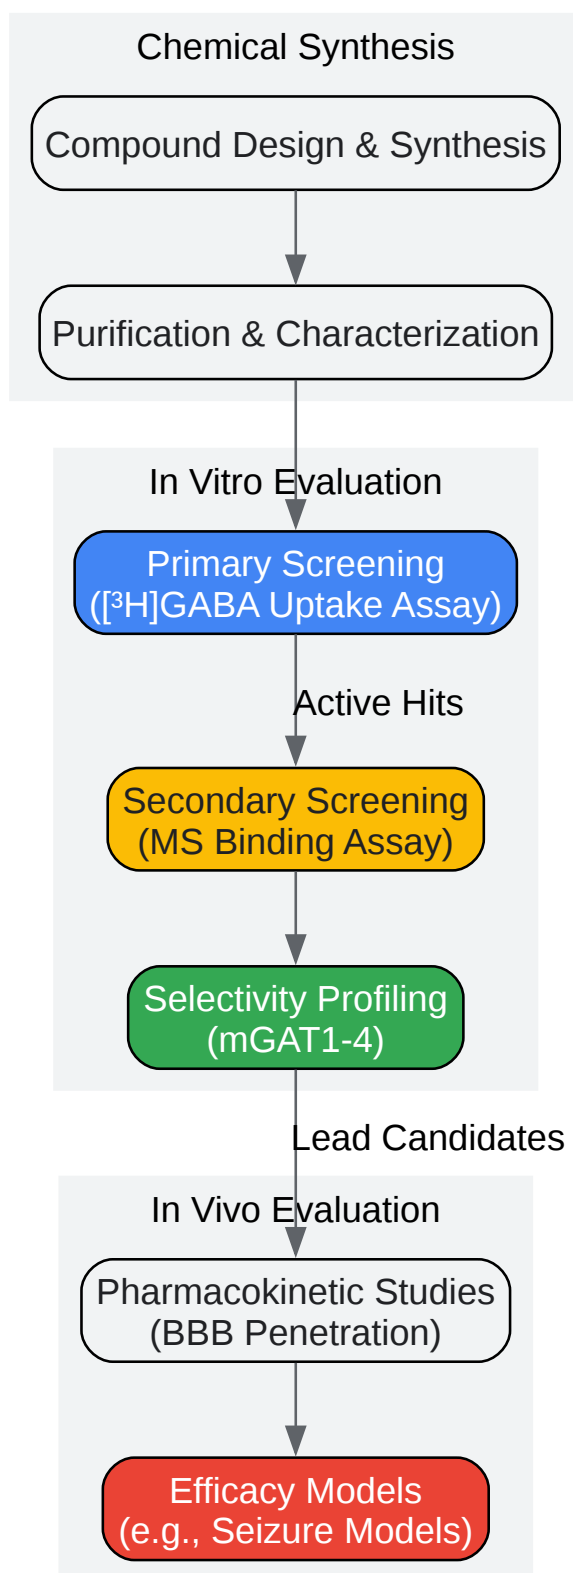 Chemical Synthesis
Compound Design & Synthesis
Purification & Characterization
In Vitro Evaluation
Primary Screening
([³H]GABA Uptake Assay)
Active Hits
Secondary Screening
(MS Binding Assay)
Selectivity Profiling
(mGAT1-4)
Lead Candidates
In Vivo Evaluation
Pharmacokinetic Studies
(BBB Penetration)
Efficacy Models
(e.g., Seizure Models)